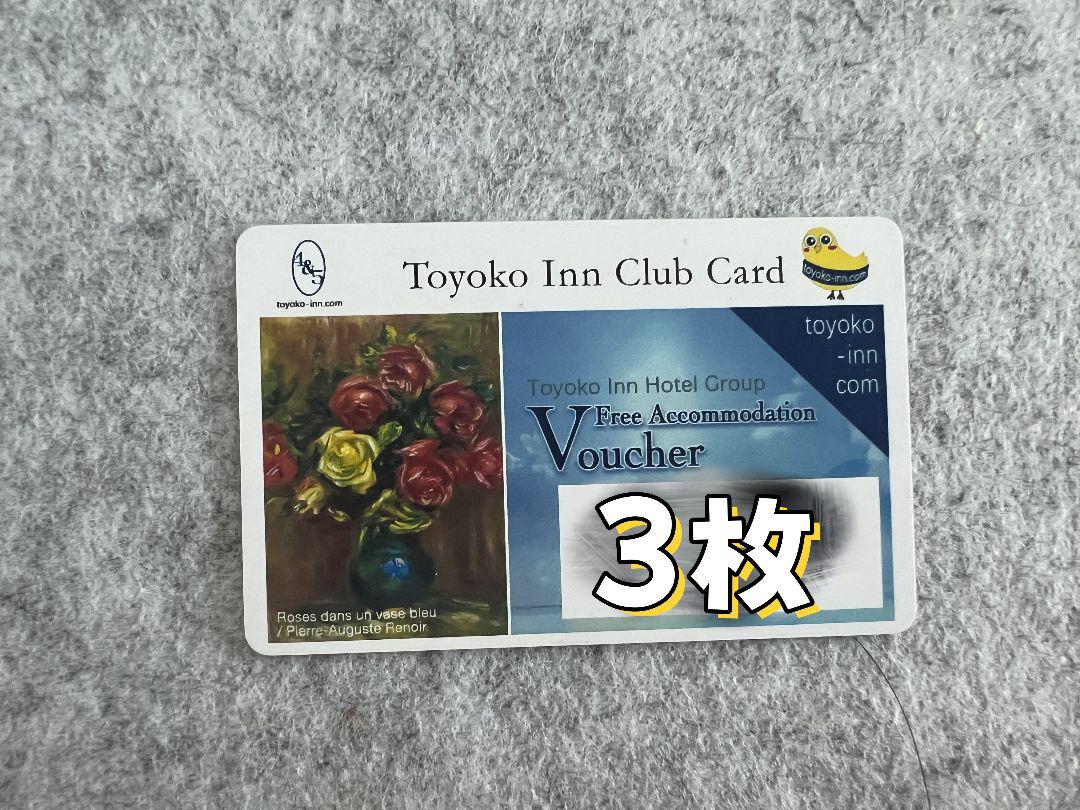 4&5
toyoko-inn.com
Toyoko Inn Club Card
toyoko-inn.com
toyoko
-inn
com
Toyoko Inn Hotel Group
Free Accommodation
Voucher
3枚
Roses dans un vase bleu
/ Pierre-Auguste Renoir